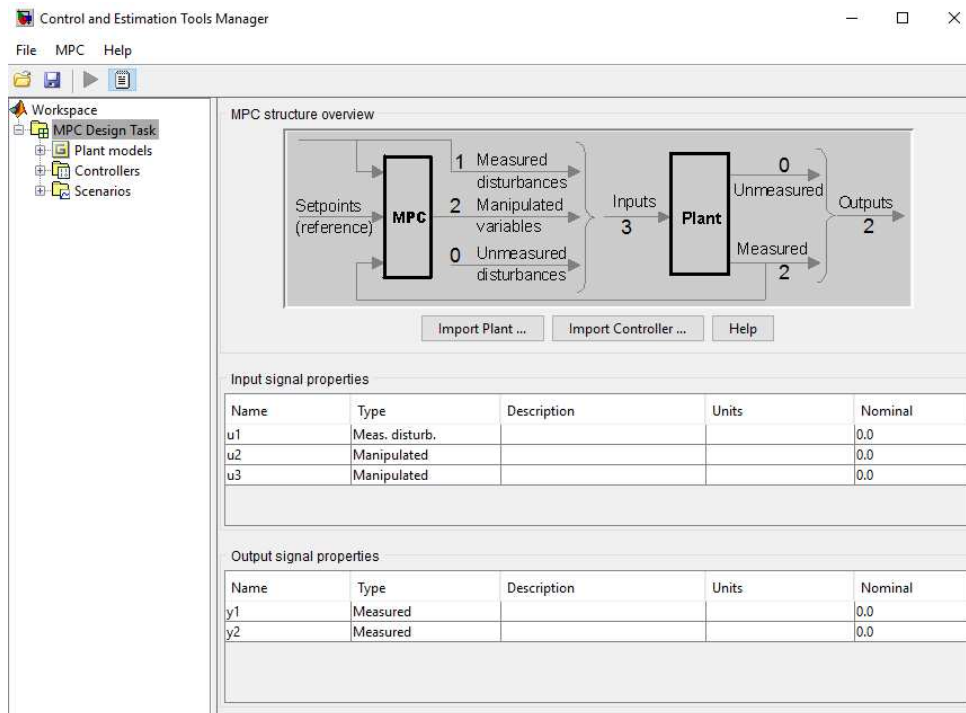 Control and Estimation Tools Manager
File MPC Help
Workspace
MPC Design Task
Plant models
Controllers
Scenarios
MPC structure overview
Setpoints
(reference)
MPC
1 Measured
disturbances
2 Manipulated
variables
0 Unmeasured
disturbances
Inputs
3
Plant
0
Unmeasured
Measured
2
Outputs
2
Import Plant ... Import Controller ... Help
Input signal properties
Name Type Description Units Nominal
u1 Meas. disturb. 0.0
u2 Manipulated 0.0
u3 Manipulated 0.0
Output signal properties
Name Type Description Units Nominal
y1 Measured 0.0
y2 Measured 0.0